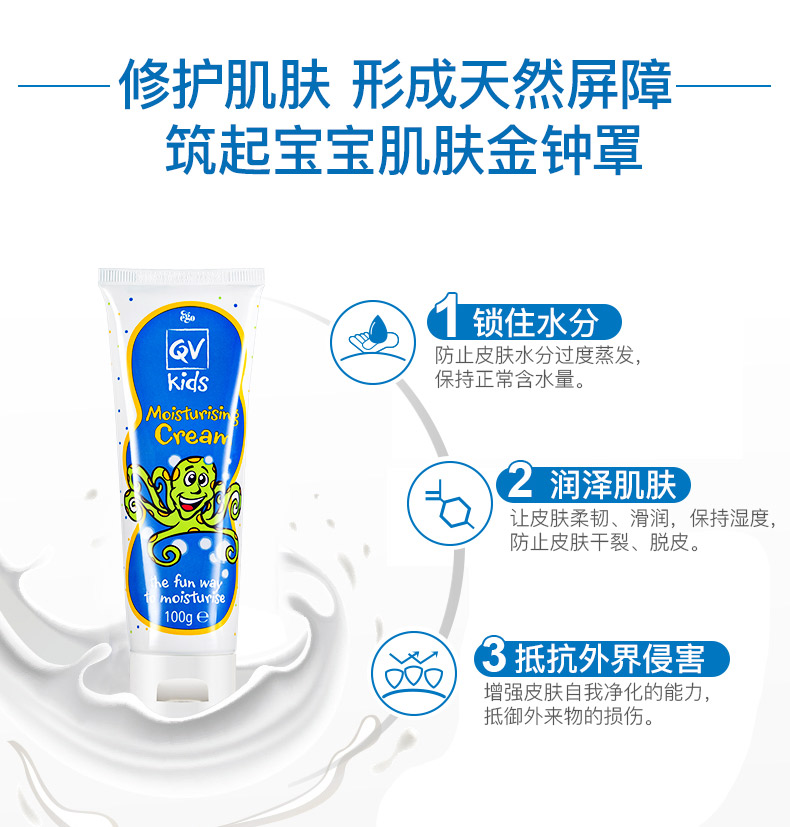 修护肌肤 形成天然屏障
筑起宝宝肌肤金钟罩
Ego
QV
kids
Moisturising
Cream
the fun way
to moisturise
100g e
1 锁住水分
防止皮肤水分过度蒸发，
保持正常含水量。
2 润泽肌肤
让皮肤柔韧、滑润，保持湿度，
防止皮肤干裂、脱皮。
3 抵抗外界侵害
增强皮肤自我净化的能力，
抵御外来物的损伤。